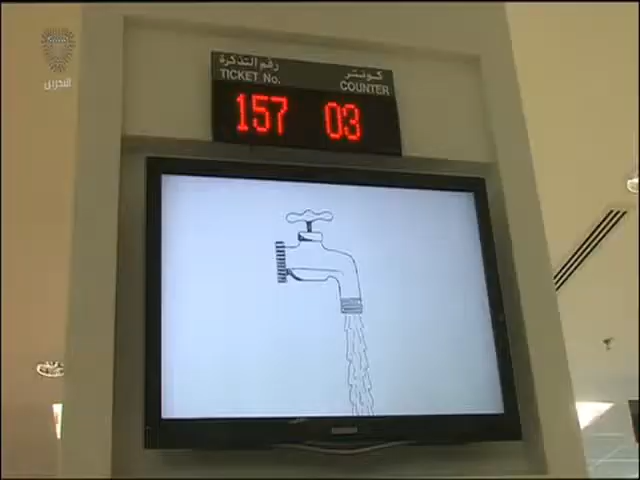 البحرين
رقم التذكرة
TICKET No.
كونتر
COUNTER
157
03